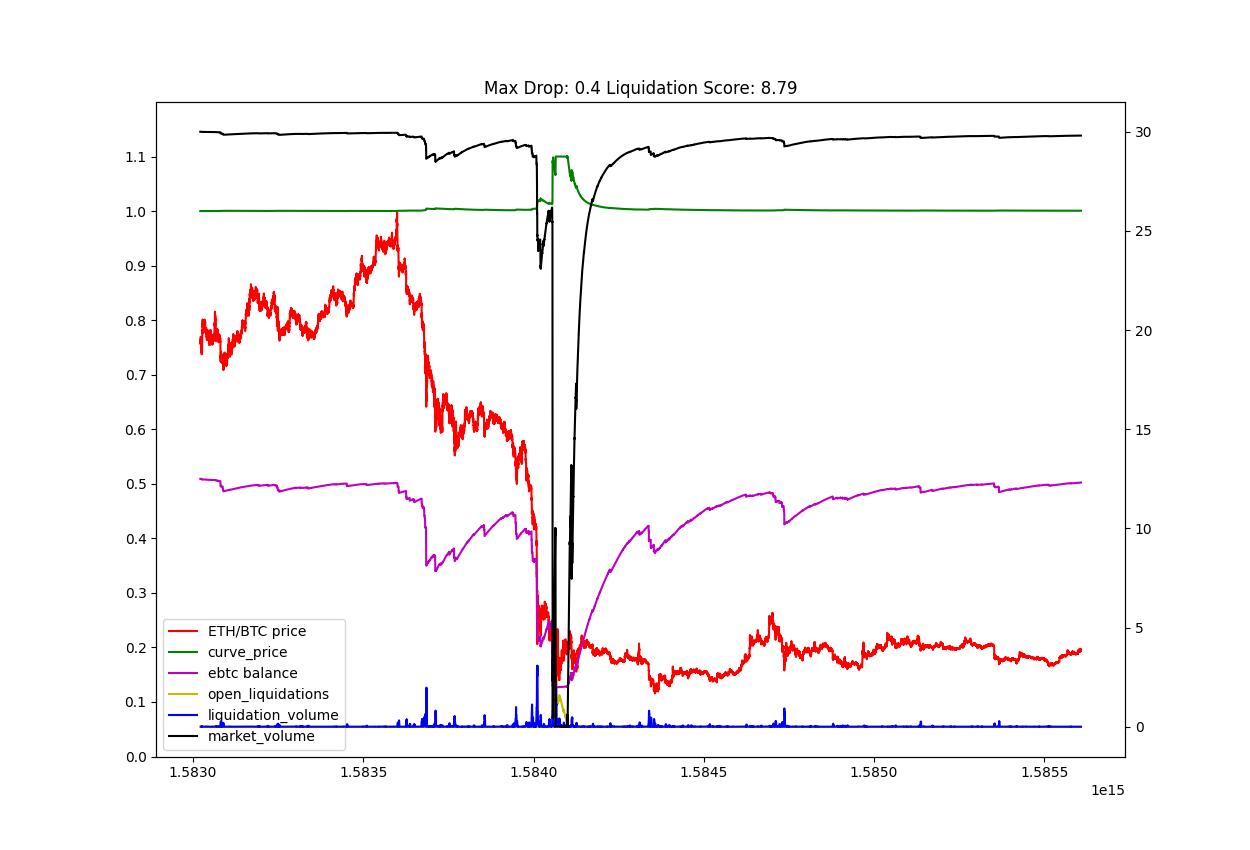 Max Drop: 0.4 Liquidation Score: 8.79
1.1
1.0
0.9
0.8
0.7
0.6
0.5
0.4
0.3
0.2
0.1
0.0
30
25
20
15
10
5
0
ETH/BTC price
curve_price
ebtc balance
open_liquidations
liquidation_volume
market_volume
1.5830 1.5835 1.5840 1.5845 1.5850 1.5855
1e15